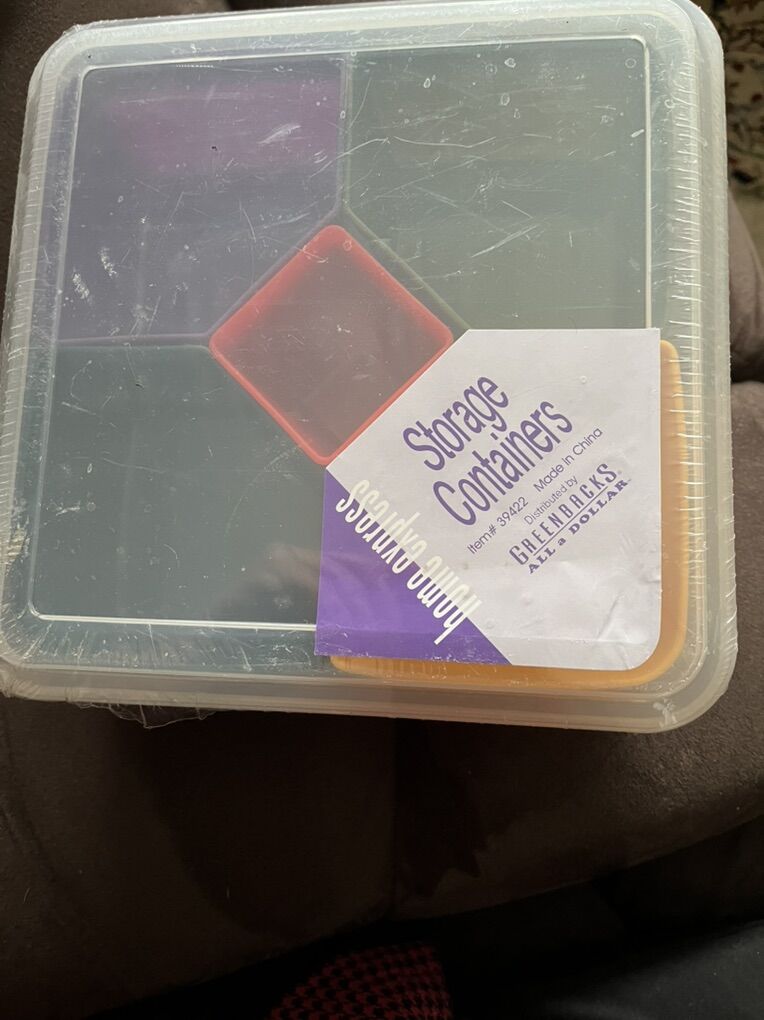 Storage
Containers
Item# 39422 Made in China
Distributed by
GREENBACKS®
ALL a DOLLAR
home express